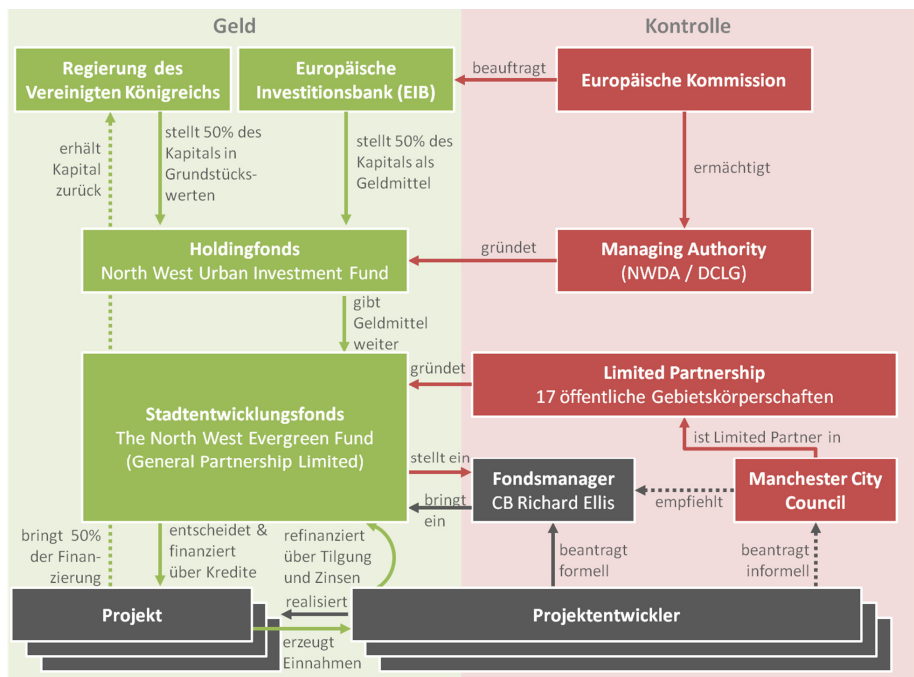 Geld
Kontrolle
Regierung des
Vereinigten Königreichs
Europäische
Investitionsbank (EIB)
beauftragt
Europäische Kommission
erhält
Kapital
zurück
stellt 50% des
Kapitals in
Grundstücks-
werten
stellt 50% des
Kapitals als
Geldmittel
ermächtigt
Holdingfonds
North West Urban Investment Fund
gründet
Managing Authority
(NWDA / DCLG)
gibt
Geldmittel
weiter
Stadtentwicklungsfonds
The North West Evergreen Fund
(General Partnership Limited)
gründet
Limited Partnership
17 öffentliche Gebietskörperschaften
ist Limited Partner in
stellt ein
bringt
ein
Fondsmanager
CB Richard Ellis
empfiehlt
Manchester City
Council
bringt 50%
der Finan-
zierung
entscheidet &
finanziert
über Kredite
refinanziert
über Tilgung
und Zinsen
beantragt
formell
beantragt
informell
Projekt
realisiert
erzeugt
Einnahmen
Projektentwickler